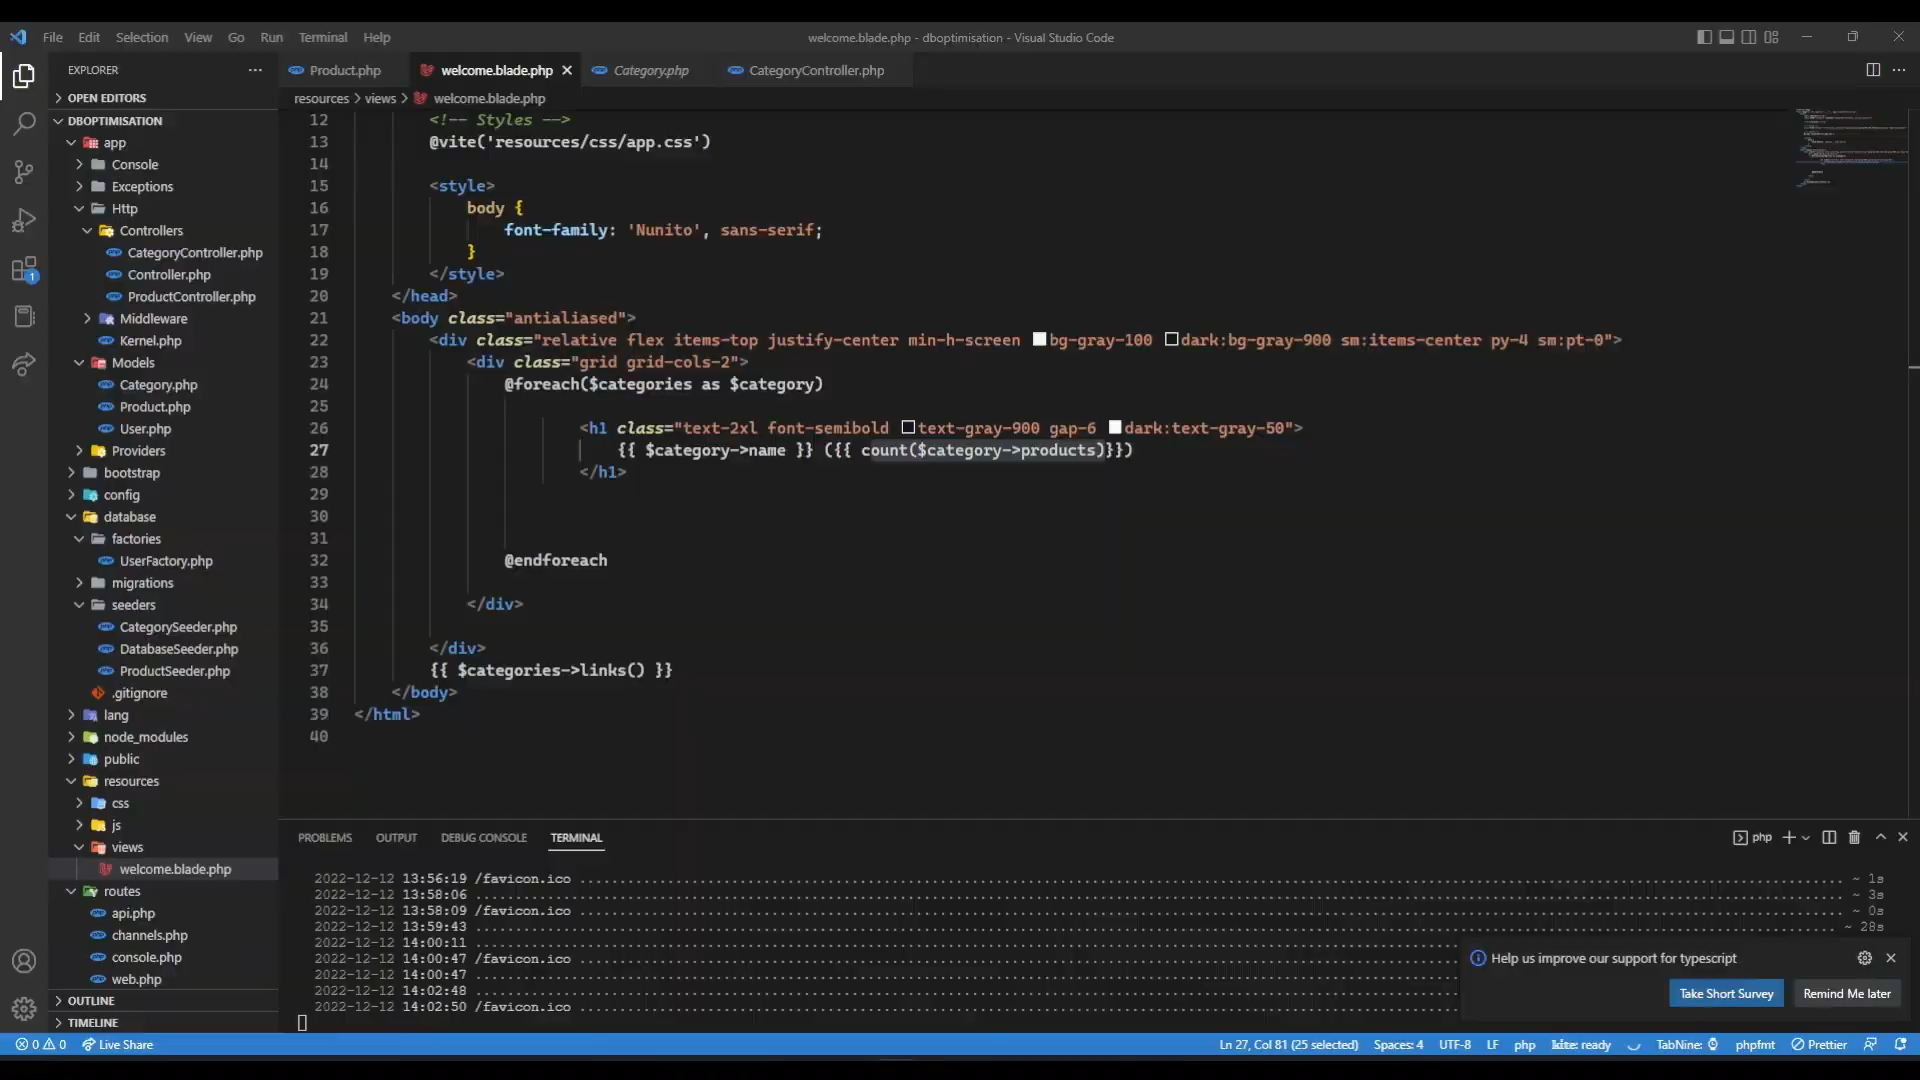 File Edit Selection View Go Run Terminal Help
welcome.blade.php - dboptimisation - Visual Studio Code
EXPLORER
Product.php
welcome.blade.php
Category.php
CategoryController.php
OPEN EDITORS
resources > views > welcome.blade.php
DBOPTIMISATION
app
Console
Exceptions
Http
Controllers
CategoryController.php
Controller.php
ProductController.php
Middleware
Kernel.php
Models
Category.php
Product.php
User.php
Providers
bootstrap
config
database
factories
UserFactory.php
migrations
seeders
CategorySeeder.php
DatabaseSeeder.php
ProductSeeder.php
.gitignore
lang
node_modules
public
resources
css
js
views
welcome.blade.php
routes
api.php
channels.php
console.php
web.php
OUTLINE
TIMELINE
1
12 <!-- Styles -->
13 @vite('resources/css/app.css')
14
15 <style>
16 body {
17 font-family: 'Nunito', sans-serif;
18 }
19 </style>
20 </head>
21 <body class="antialiased">
22 <div class="relative flex items-top justify-center min-h-screen bg-gray-100 dark:bg-gray-900 sm:items-center py-4 sm:pt-0">
23 <div class="grid grid-cols-2">
24 @foreach($categories as $category)
25
26 <h1 class="text-2xl font-semibold text-gray-900 gap-6 dark:text-gray-50">
27 {{ $category->name }} ({{ count($category->products)}})
28 </h1>
29
30
31
32 @endforeach
33
34 </div>
35
36 </div>
37 {{ $categories->links() }}
38 </body>
39 </html>
40
PROBLEMS OUTPUT DEBUG CONSOLE TERMINAL
php
2022-12-12 13:56:19 /favicon.ico ~ 1s
2022-12-12 13:58:06 ~ 3s
2022-12-12 13:58:09 /favicon.ico ~ 0s
2022-12-12 13:59:43 ~ 28s
2022-12-12 14:00:11
2022-12-12 14:00:47 /favicon.ico
2022-12-12 14:00:47
2022-12-12 14:02:48
2022-12-12 14:02:50 /favicon.ico
Help us improve our support for typescript
Take Short Survey
Remind Me later
0 0 Live Share
Ln 27, Col 81 (25 selected) Spaces: 4 UTF-8 LF php kite: ready TabNine: phpfmt Prettier